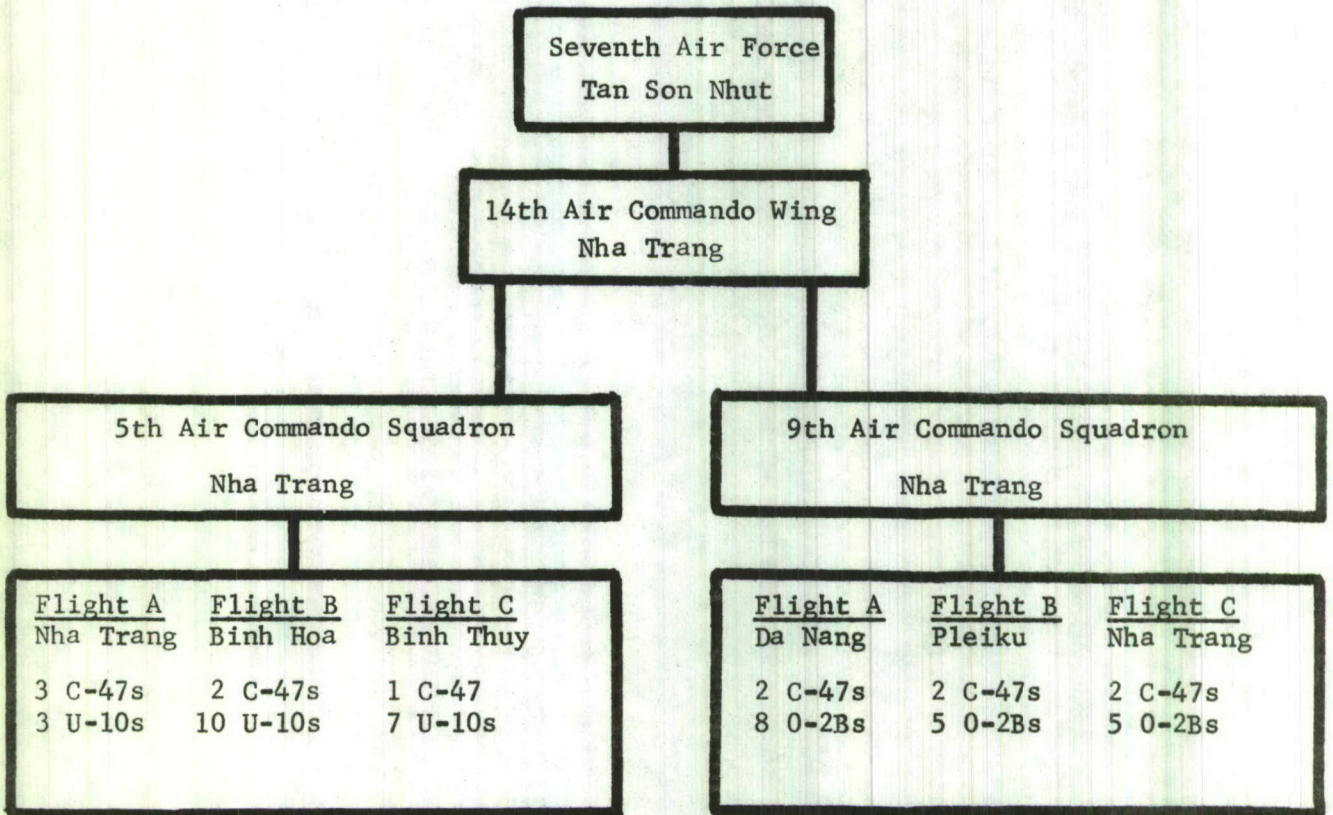 Seventh Air Force
Tan Son Nhut
14th Air Commando Wing
Nha Trang
5th Air Commando Squadron
Nha Trang
9th Air Commando Squadron
Nha Trang
Flight A Flight B Flight C
Nha Trang Binh Hoa Binh Thuy
3 C-47s 2 C-47s 1 C-47
3 U-10s 10 U-10s 7 U-10s
Flight A Flight B Flight C
Da Nang Pleiku Nha Trang
2 C-47s 2 C-47s 2 C-47s
8 0-2Bs 5 0-2Bs 5 0-2Bs